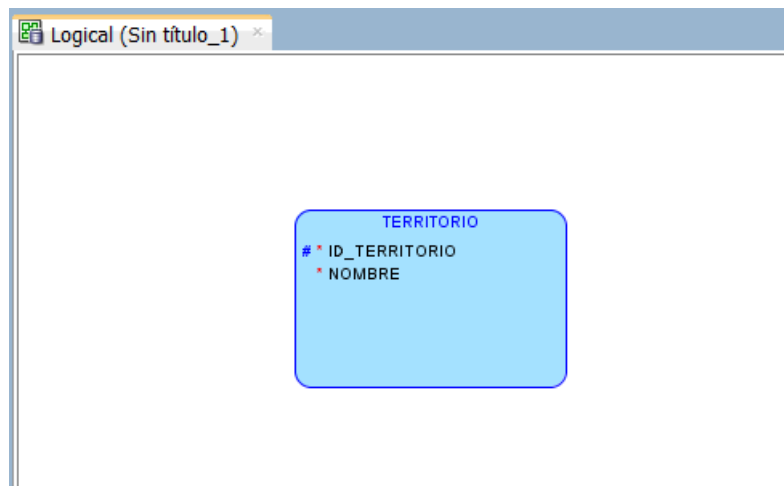 Logical (Sin título_1) ×
TERRITORIO
# * ID_TERRITORIO
* NOMBRE